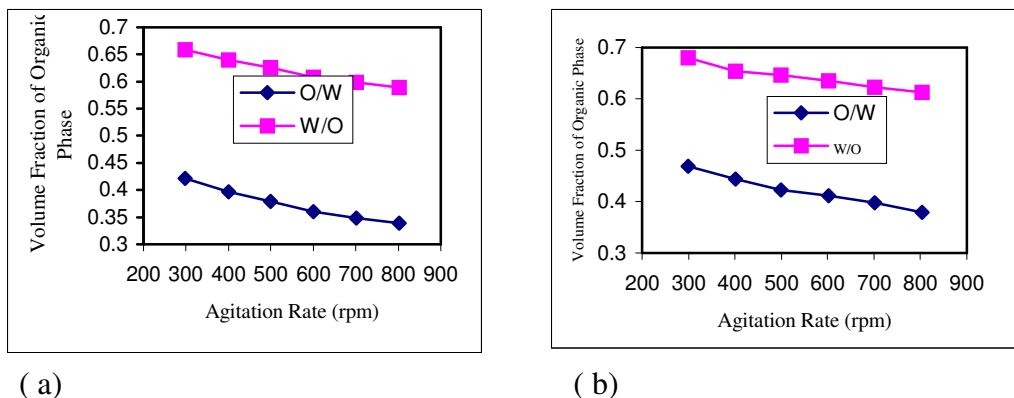 Volume Fraction of Organic
Phase
0.7
0.65
0.6
0.55
0.5
0.45
0.4
0.35
0.3
O/W
W/O
200 300 400 500 600 700 800 900
Agitation Rate (rpm)
( a)
Volume Fraction of Organic Phase
0.7
0.6
0.5
0.4
0.3
O/W
W/O
200 300 400 500 600 700 800 900
Agitation Rate (rpm)
( b)